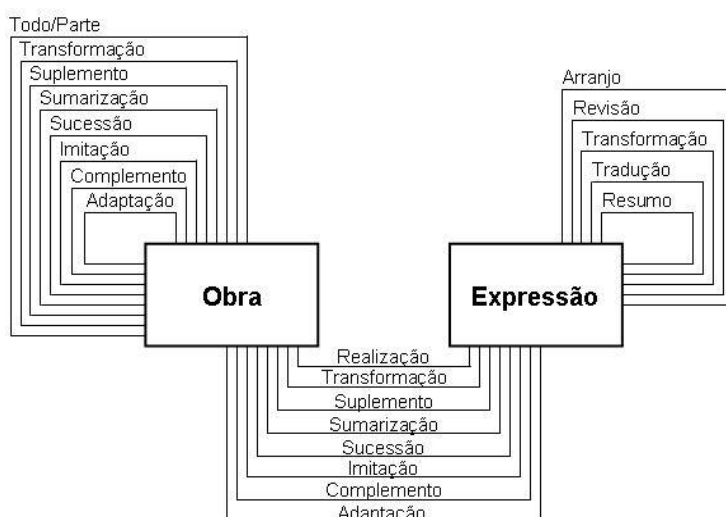 Todo/Parte
Transformação
Suplemento
Sumarização
Sucessão
Imitação
Complemento
Adaptação
Obra
Arranjo
Revisão
Transformação
Tradução
Resumo
Expressão
Realização
Transformação
Suplemento
Sumarização
Sucessão
Imitação
Complemento
Adaptação